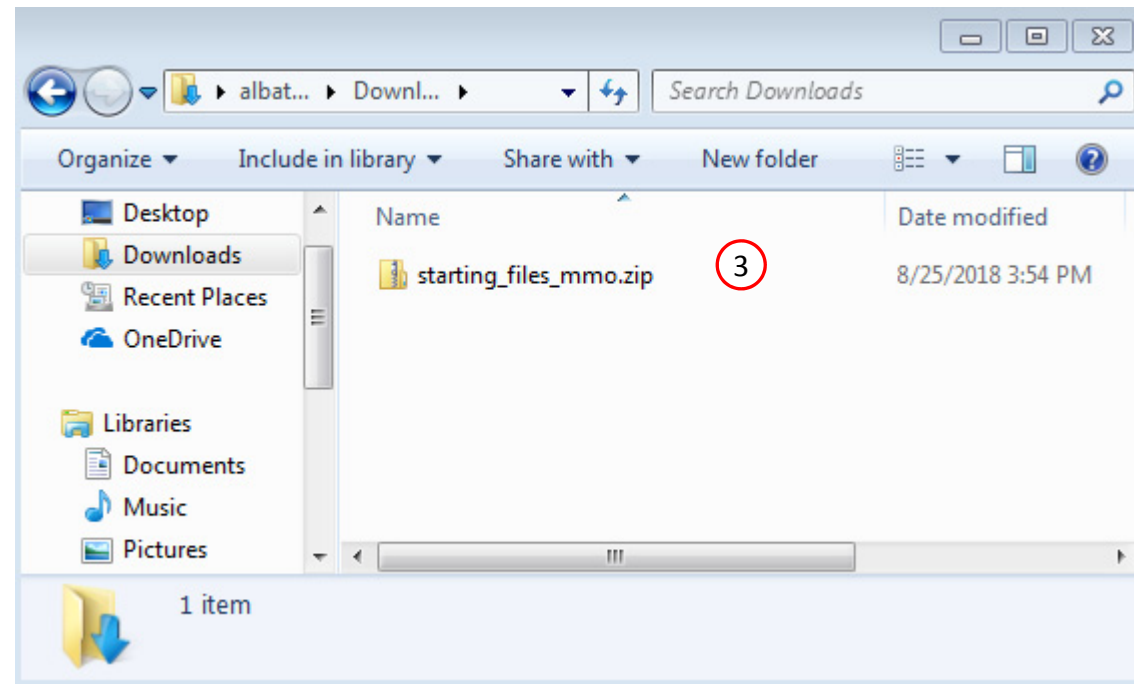 albat... Downl... Search Downloads
Organize Include in library Share with New folder
Desktop
Downloads
Recent Places
OneDrive
Libraries
Documents
Music
Pictures
Name Date modified
starting_files_mmo.zip 3 8/25/2018 3:54 PM
1 item